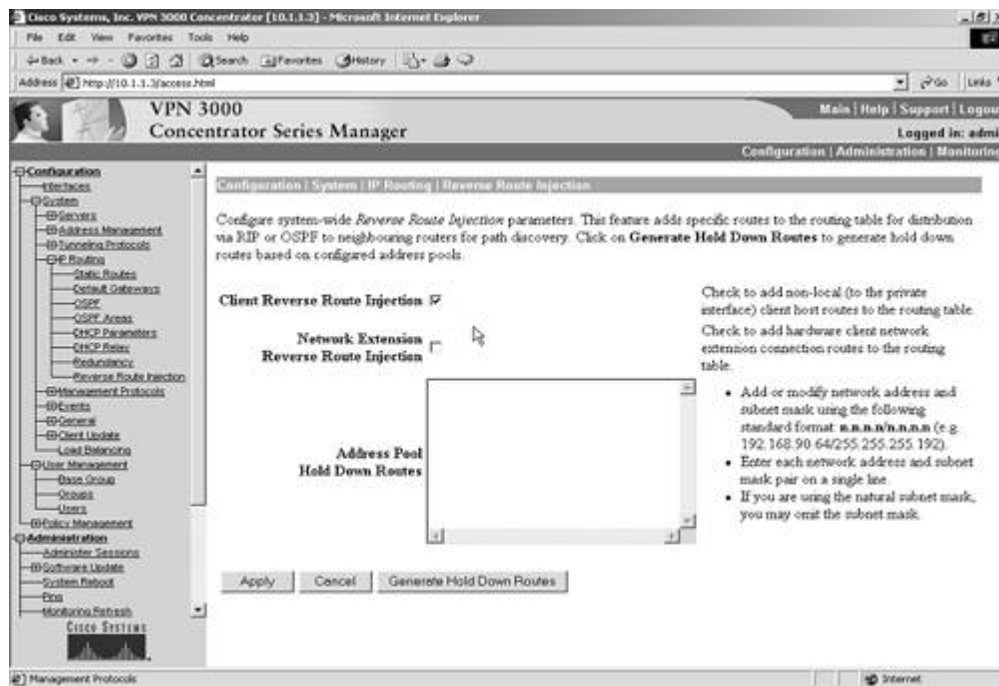 Cisco Systems, Inc. VPN 3000 Concentrator [10.1.1.3] - Microsoft Internet Explorer
File Edit View Favorites Tools Help
Back Search Favorites History
Address http://10.1.1.3/access.html Go Links
VPN 3000
Concentrator Series Manager
Main | Help | Support | Logou
Logged in: admi
Configuration | Administration | Monitoring
Configuration
Interfaces
System
Servers
Address Management
Tunneling Protocols
IP Routing
Static Routes
Default Gateways
OSPF
OSPF Areas
DHCP Parameters
DHCP Relay
Redundancy
Reverse Route Injection
Management Protocols
Events
General
Client Update
Load Balancing
User Management
Base Group
Groups
Users
Policy Management
Administration
Administer Sessions
Software Update
System Reboot
Ping
Monitoring Refresh
CISCO SYSTEMS
Configuration | System | IP Routing | Reverse Route Injection
Configure system-wide Reverse Route Injection parameters. This feature adds specific routes to the routing table for distribution
via RIP or OSPF to neighbouring routers for path discovery. Click on Generate Hold Down Routes to generate hold down
routes based on configured address pools.
Client Reverse Route Injection
Check to add non-local (to the private
interface) client host routes to the routing table.
Network Extension
Reverse Route Injection
Check to add hardware client network
extension connection routes to the routing
table.
Address Pool
Hold Down Routes
• Add or modify network address and
subnet mask using the following
standard format: n.n.n.n/n.n.n.n (e.g.
192.168.90.64/255.255.255.192).
• Enter each network address and subnet
mask pair on a single line.
• If you are using the natural subnet mask,
you may omit the subnet mask.
Apply Cancel Generate Hold Down Routes
Management Protocols Internet